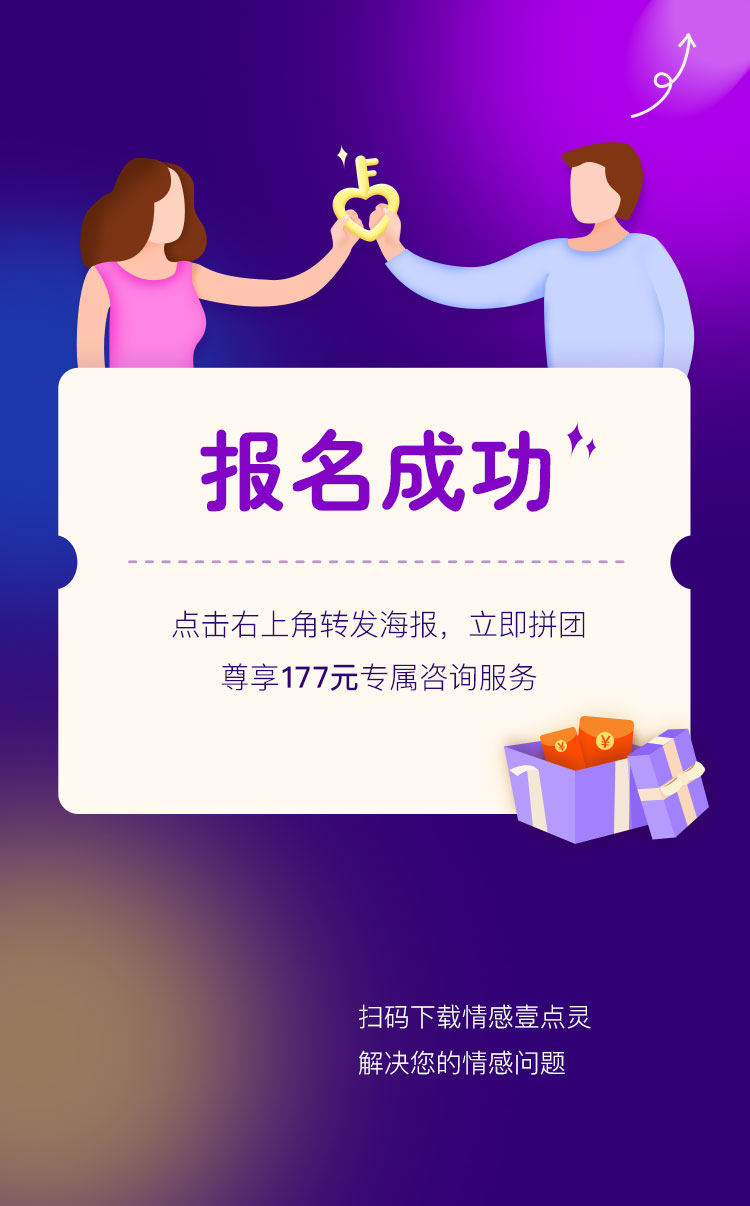 报名成功
点击右上角转发海报，立即拼团
尊享177元专属咨询服务
¥
¥
扫码下载情感壹点灵
解决您的情感问题